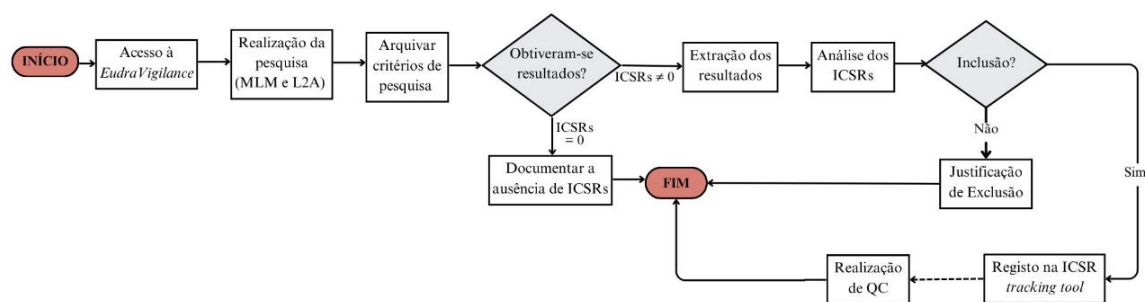 INÍCIO
Acesso à
EudraVigilance
Realização da
pesquisa
(MLM e L2A)
Arquivar
critérios de
pesquisa
Obtiveram-se
resultados?
ICSRs ≠ 0
Extração dos
resultados
Análise dos
ICSRs
Inclusão?
ICSRs
= 0
Não
Sim
Documentar a
ausência de ICSRs
FIM
Justificação
de Exclusão
Realização
de QC
Registo na ICSR
tracking tool